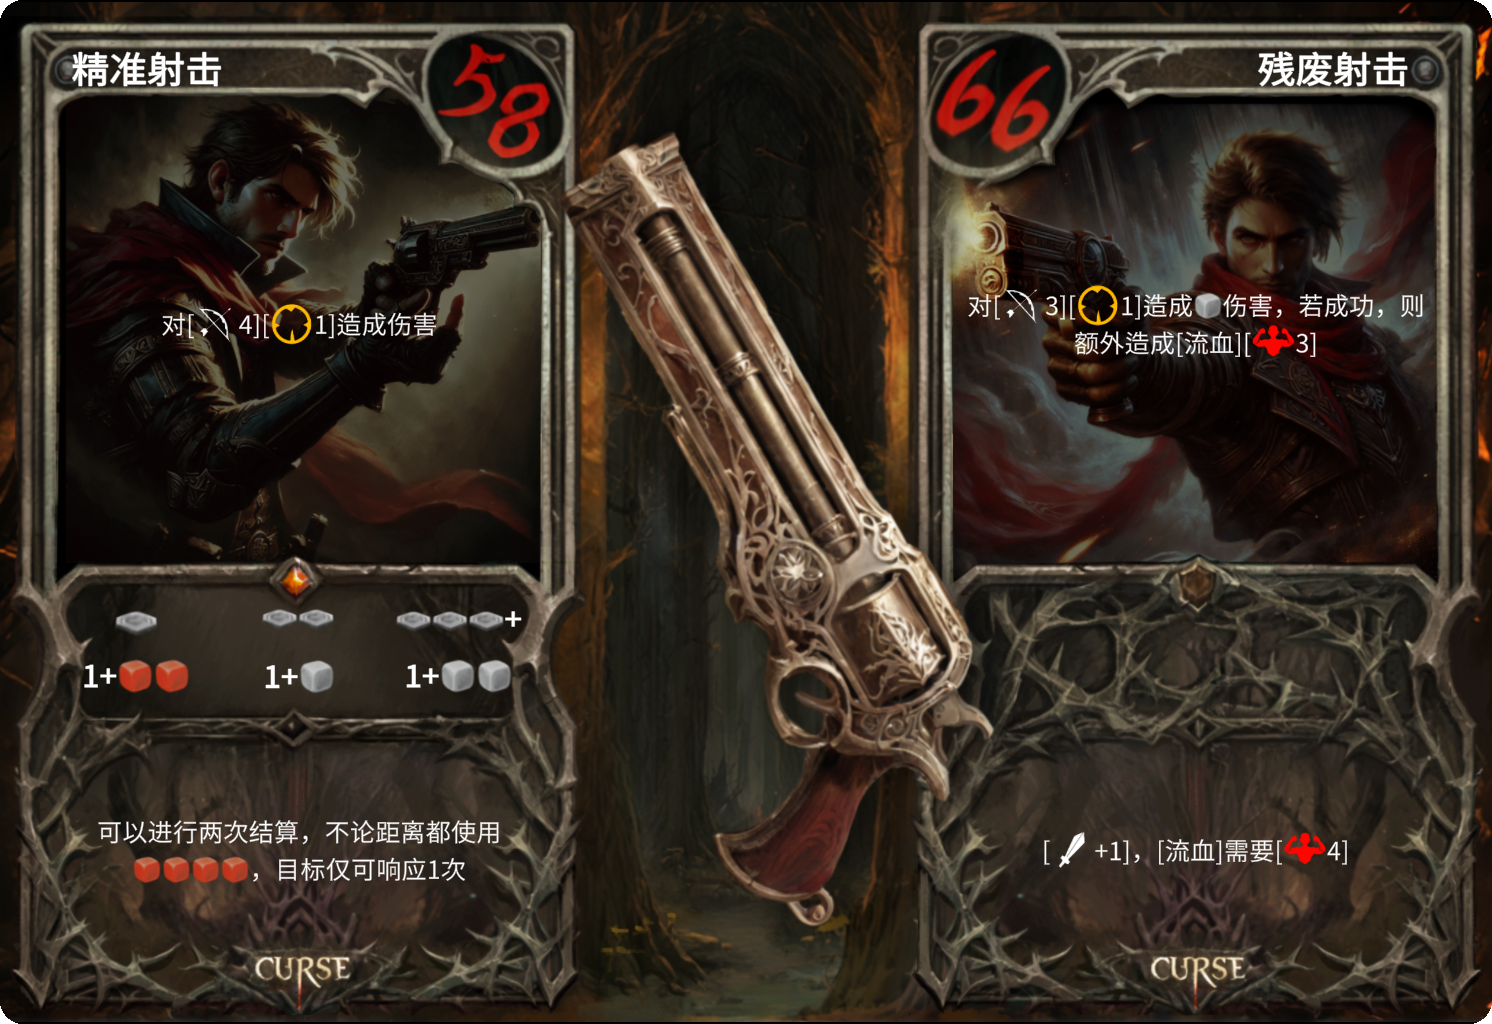 精准射击
58
对[4][1]造成伤害
+
1+
1+
1+
可以进行两次结算，不论距离都使用
，目标仅可响应1次
CURSE
残废射击
66
对[3][1]造成伤害，若成功，则
额外造成[流血][3]
[+1]，[流血]需要[4]
CURSE